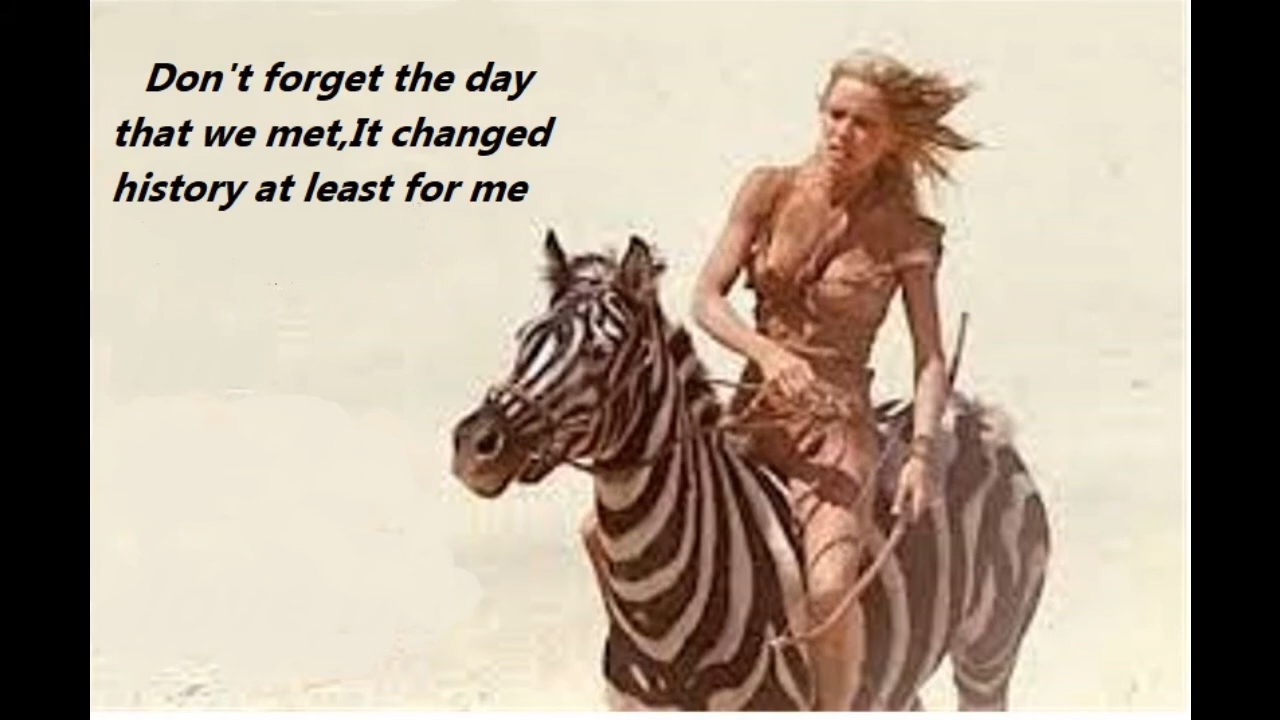 Don't forget the day
that we met,It changed
history at least for me